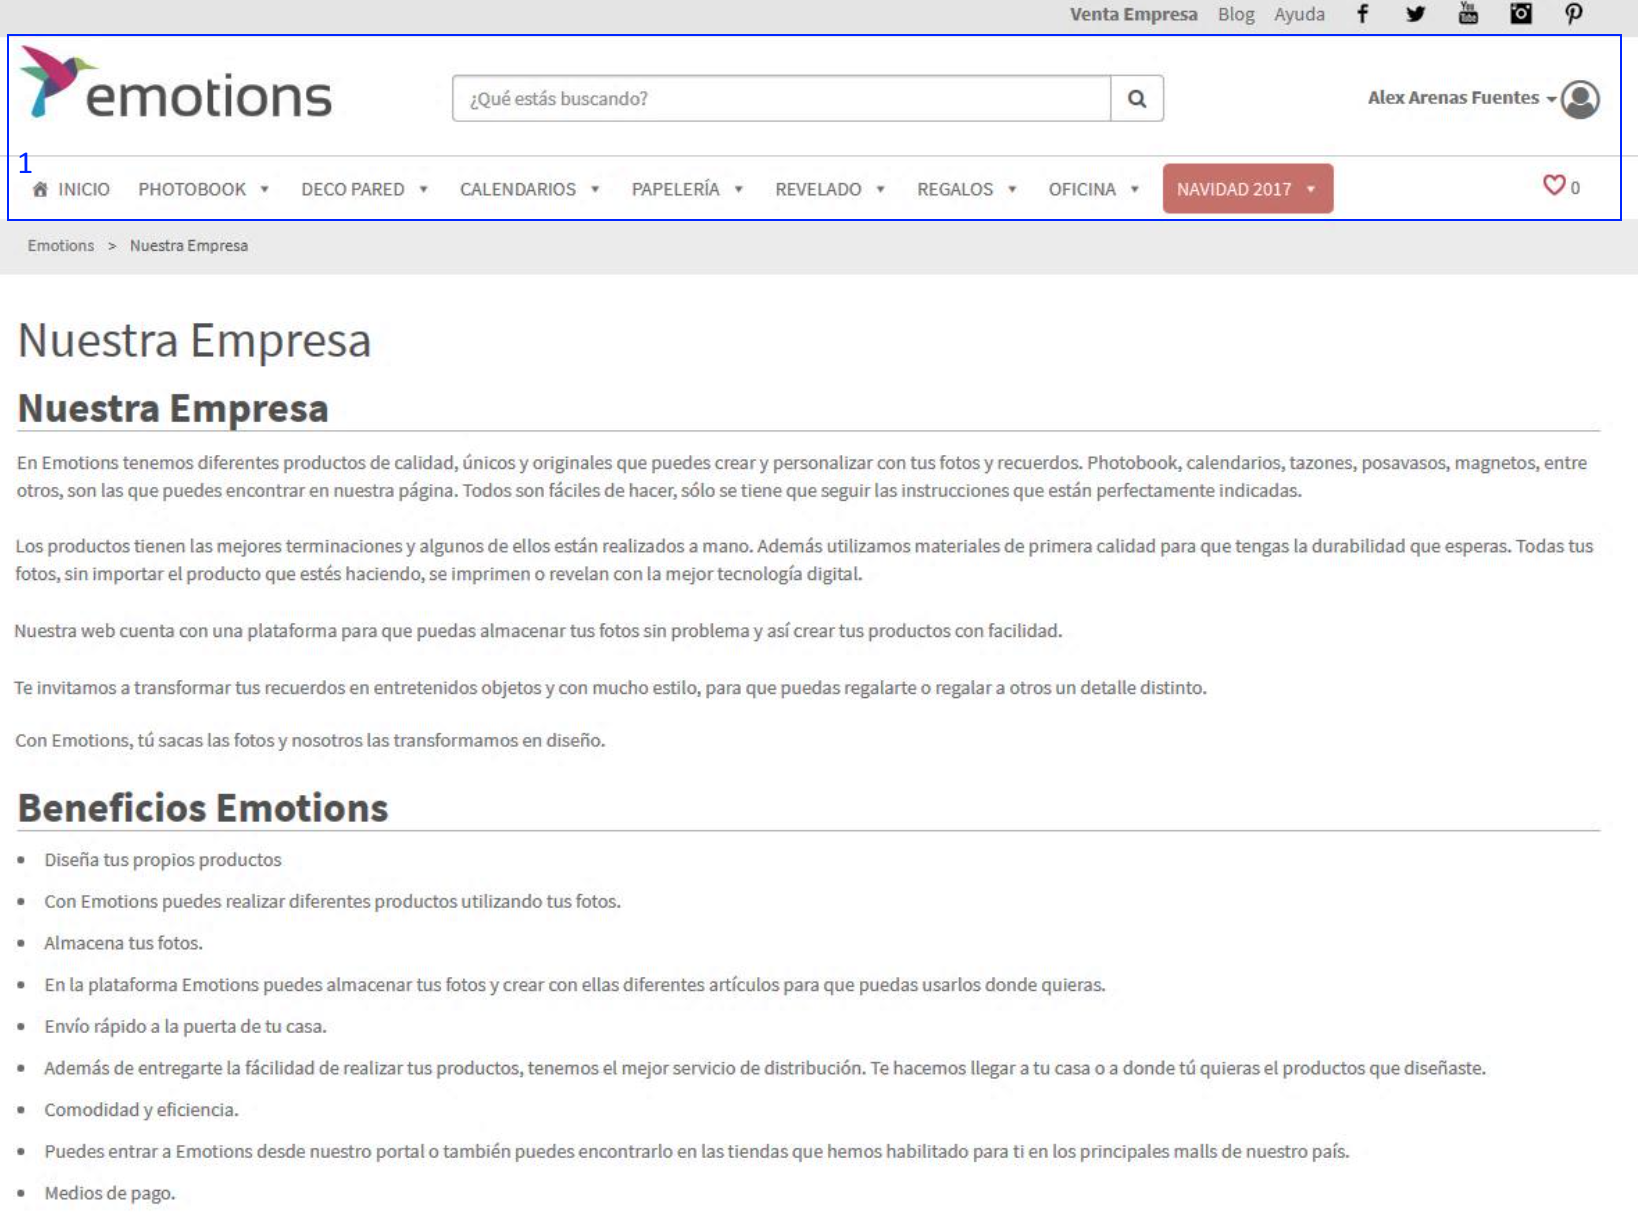 Venta Empresa Blog Ayuda
You Tube
emotions
¿Qué estás buscando?
Alex Arenas Fuentes
1
INICIO PHOTOBOOK DECO PARED CALENDARIOS PAPELERÍA REVELADO REGALOS OFICINA NAVIDAD 2017 0
Emotions > Nuestra Empresa
Nuestra Empresa
Nuestra Empresa
En Emotions tenemos diferentes productos de calidad, únicos y originales que puedes crear y personalizar con tus fotos y recuerdos. Photobook, calendarios, tazones, posavasos, magnetos, entre
otros, son las que puedes encontrar en nuestra página. Todos son fáciles de hacer, sólo se tiene que seguir las instrucciones que están perfectamente indicadas.
Los productos tienen las mejores terminaciones y algunos de ellos están realizados a mano. Además utilizamos materiales de primera calidad para que tengas la durabilidad que esperas. Todas tus
fotos, sin importar el producto que estés haciendo, se imprimen o revelan con la mejor tecnología digital.
Nuestra web cuenta con una plataforma para que puedas almacenar tus fotos sin problema y así crear tus productos con facilidad.
Te invitamos a transformar tus recuerdos en entretenidos objetos y con mucho estilo, para que puedas regalarte o regalar a otros un detalle distinto.
Con Emotions, tú sacas las fotos y nosotros las transformamos en diseño.
Beneficios Emotions
• Diseña tus propios productos
• Con Emotions puedes realizar diferentes productos utilizando tus fotos.
• Almacena tus fotos.
• En la plataforma Emotions puedes almacenar tus fotos y crear con ellas diferentes artículos para que puedas usarlos donde quieras.
• Envío rápido a la puerta de tu casa.
• Además de entregarte la fácilidad de realizar tus productos, tenemos el mejor servicio de distribución. Te hacemos llegar a tu casa o a donde tú quieras el productos que diseñaste.
• Comodidad y eficiencia.
• Puedes entrar a Emotions desde nuestro portal o también puedes encontrarlo en las tiendas que hemos habilitado para ti en los principales malls de nuestro país.
• Medios de pago.